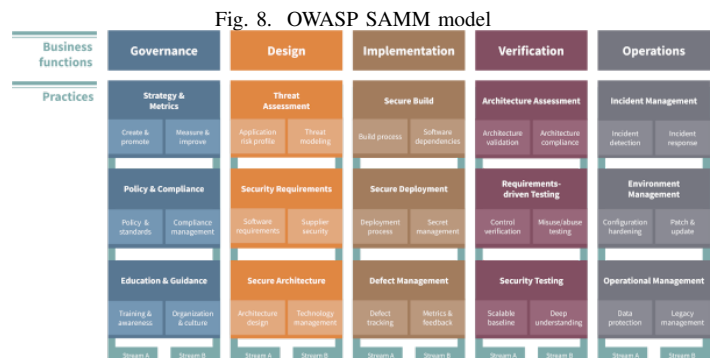 Fig. 8. OWASP SAMM model
Business functions
Governance
Design
Implementation
Verification
Operations
Practices
Strategy &
Metrics
Threat
Assessment
Secure Build
Architecture Assessment
Incident Management
Create &
promote
Measure &
improve
Application
risk profile
Threat
modeling
Build process
Software
dependencies
Architecture
validation
Architecture
compliance
Incident
detection
Incident
response
Policy & Compliance
Security Requirements
Secure Deployment
Requirements-
driven Testing
Environment
Management
Policy &
standards
Compliance
management
Software
requirements
Supplier
security
Deployment
process
Secret
management
Control
verification
Misuse/abuse
testing
Configuration
hardening
Patch &
update
Education & Guidance
Secure Architecture
Defect Management
Security Testing
Operational Management
Training &
awareness
Organization
& culture
Architecture
design
Technology
management
Defect
tracking
Metrics &
feedback
Scalable
baseline
Deep
understanding
Data
protection
Legacy
management
Stream A
Stream B
Stream A
Stream B
Stream A
Stream B
Stream A
Stream B
Stream A
Stream B